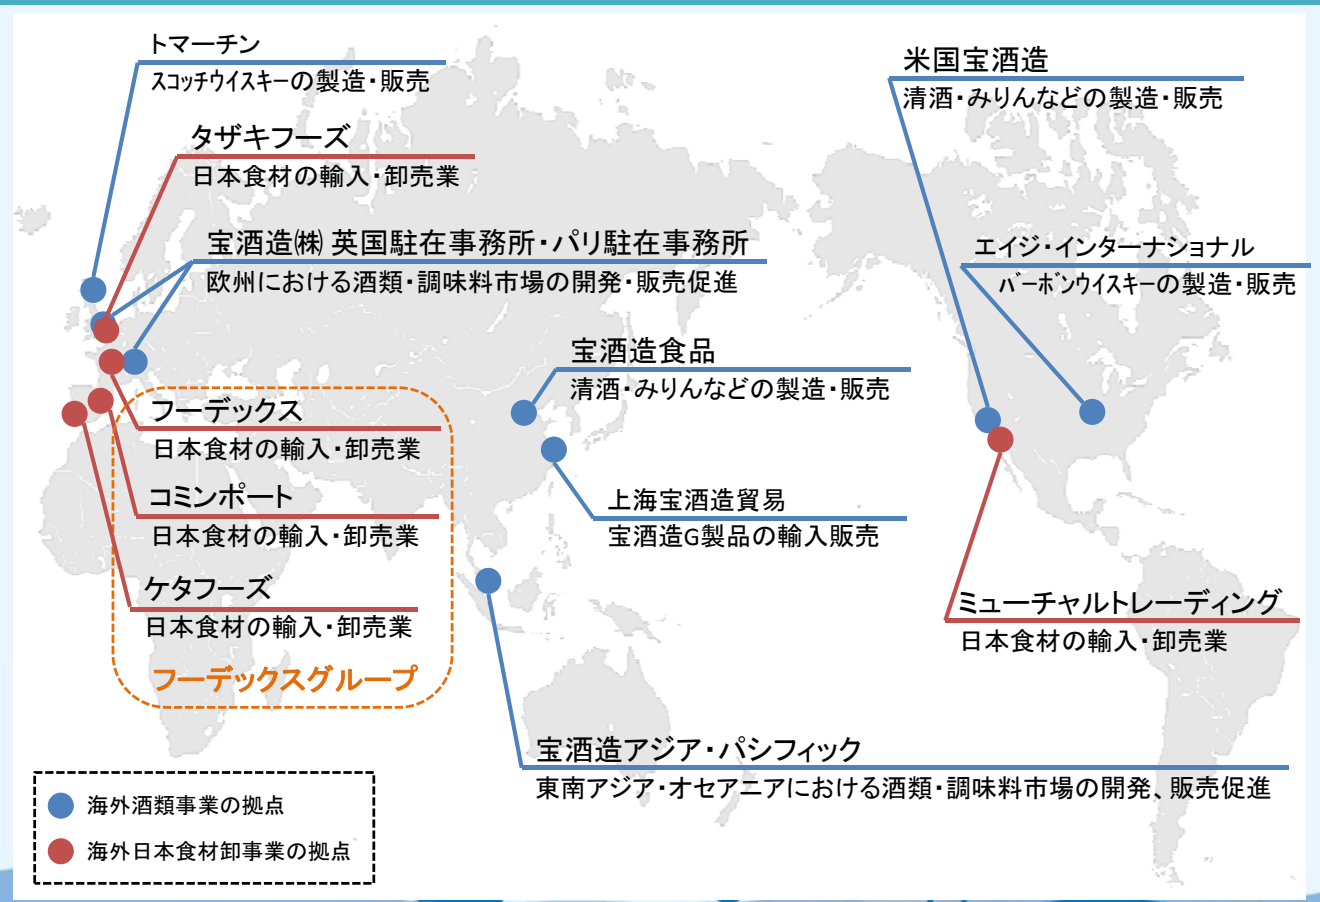 トマーチン
スコッチウイスキーの製造・販売
タザキフーズ
日本食材の輸入・卸売業
宝酒造㈱ 英国駐在事務所・パリ駐在事務所
欧州における酒類・調味料市場の開発・販売促進
フーデックス
日本食材の輸入・卸売業
コミンポート
日本食材の輸入・卸売業
ケタフーズ
日本食材の輸入・卸売業
フーデックスグループ
宝酒造食品
清酒・みりんなどの製造・販売
上海宝酒造貿易
宝酒造G製品の輸入販売
宝酒造アジア・パシフィック
東南アジア・オセアニアにおける酒類・調味料市場の開発、販売促進
米国宝酒造
清酒・みりんなどの製造・販売
エイジ・インターナショナル
バーボンウイスキーの製造・販売
ミューチャルトレーディング
日本食材の輸入・卸売業
海外酒類事業の拠点
海外日本食材卸事業の拠点